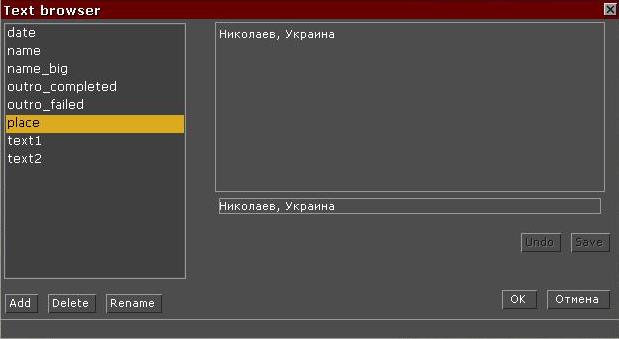 Text browser
date
name
name_big
outro_completed
outro_failed
place
text1
text2
Николаев, Украина
Николаев, Украина
Undo
Save
Add
Delete
Rename
OK
Отмена